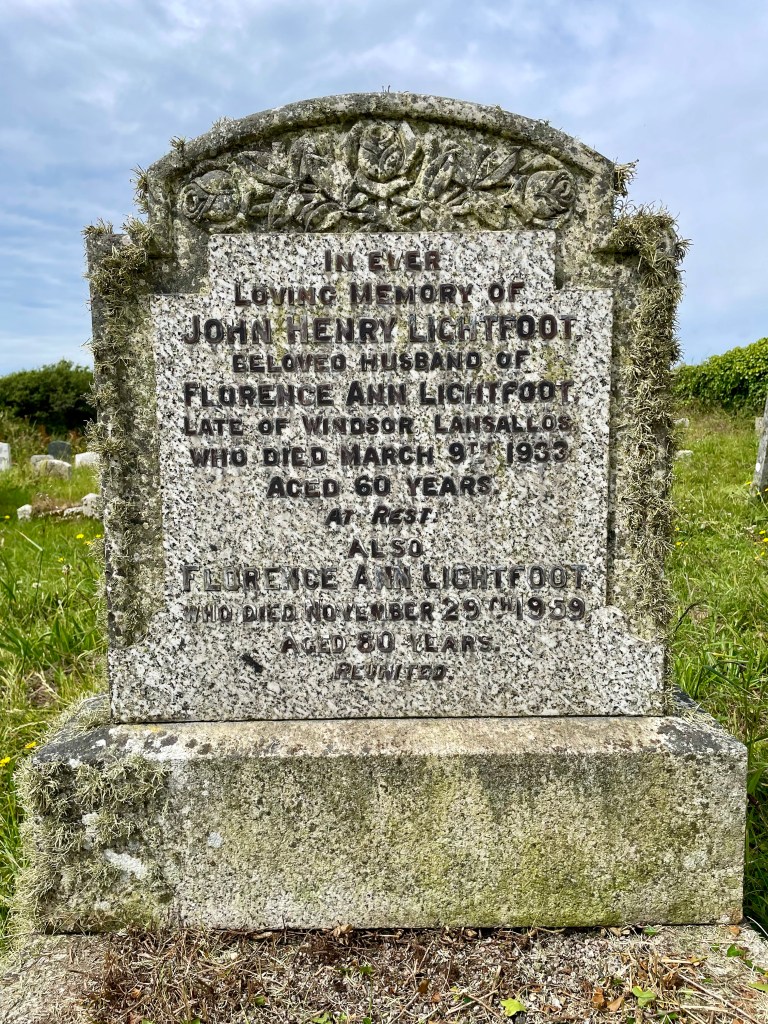 IN EVER
LOVING MEMORY OF
JOHN HENRY LIGHTFOOT,
BELOVED HUSBAND OF
FLORENCE ANN LIGHTFOOT,
LATE OF WINDSOR, LANSALLOS,
WHO DIED MARCH 9TH 1933
AGED 60 YEARS.
AT REST.
ALSO
FLORENCE ANN LIGHTFOOT,
WHO DIED NOVEMBER 29TH 1959
AGED 80 YEARS.
REUNITED.